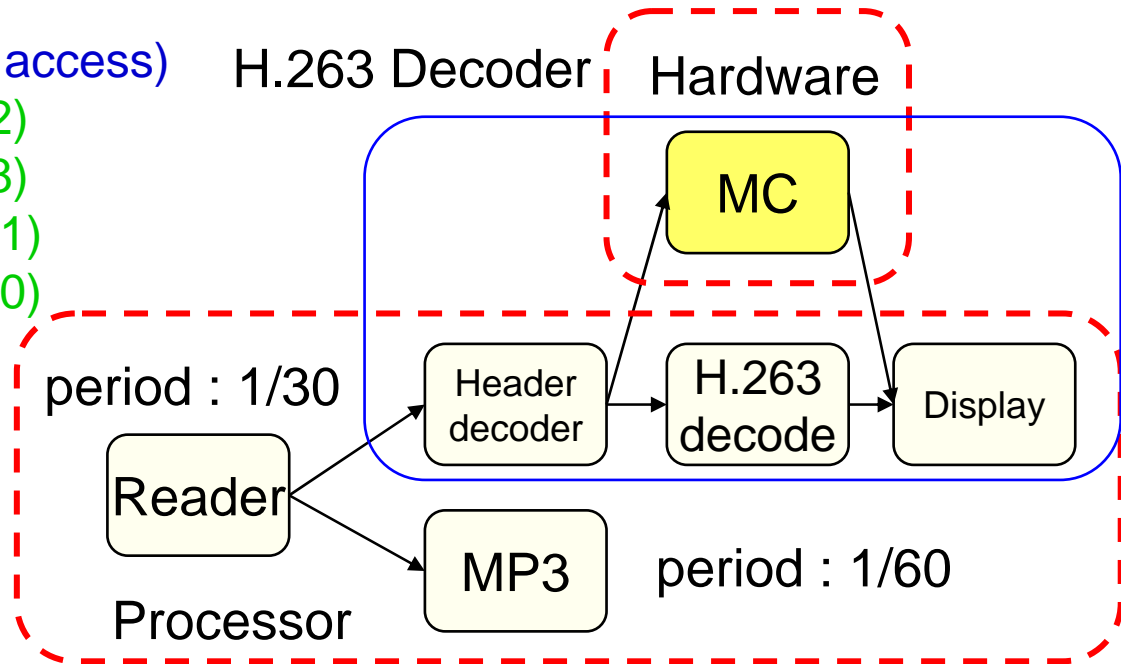 access)
2)
3)
1)
0)
H.263 Decoder
Hardware
MC
period : 1/30
Header
decoder
H.263
decode
Display
Reader
MP3
period : 1/60
Processor